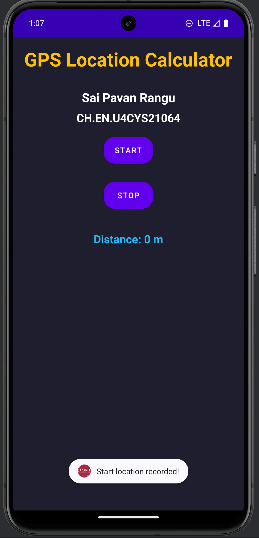 1:07 LTE
GPS Location Calculator
Sai Pavan Rangu
CH.EN.U4CYS21064
START
STOP
Distance: 0 m
Start location recorded!